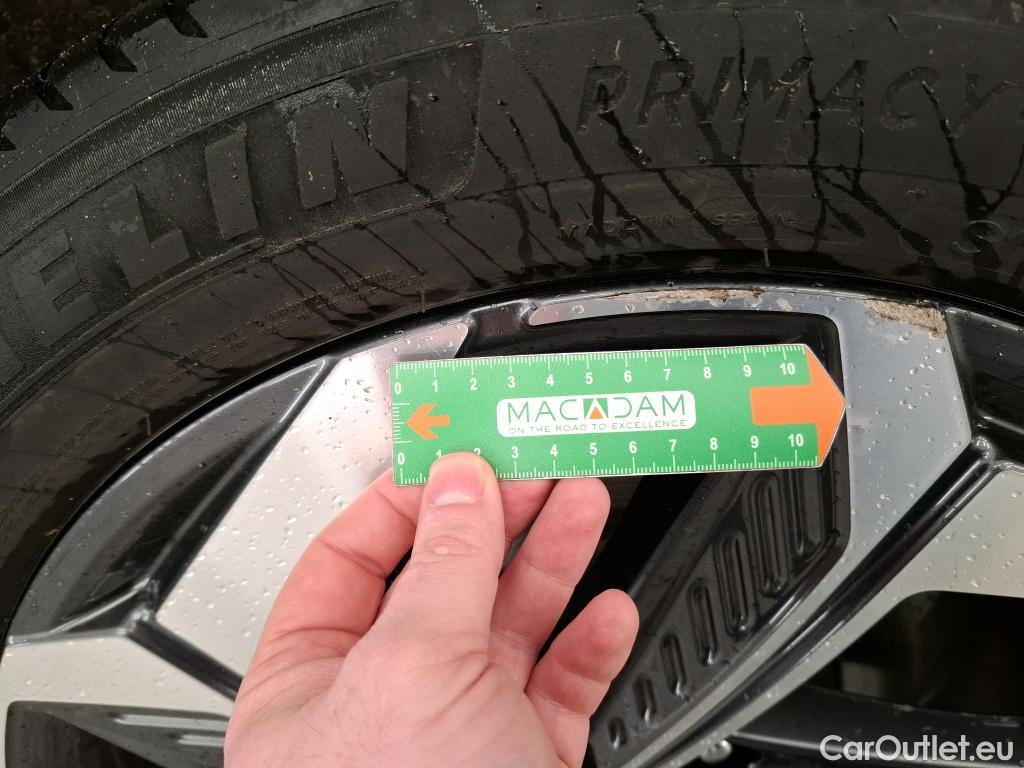 ELIN
PRIMACY
MADE IN SPAIN
0 1 2 3 4 5 6 7 8 9 10
MACADAM
ON THE ROAD TO EXCELLENCE
0 1 2 3 4 5 6 7 8 9 10
CarOutlet.eu